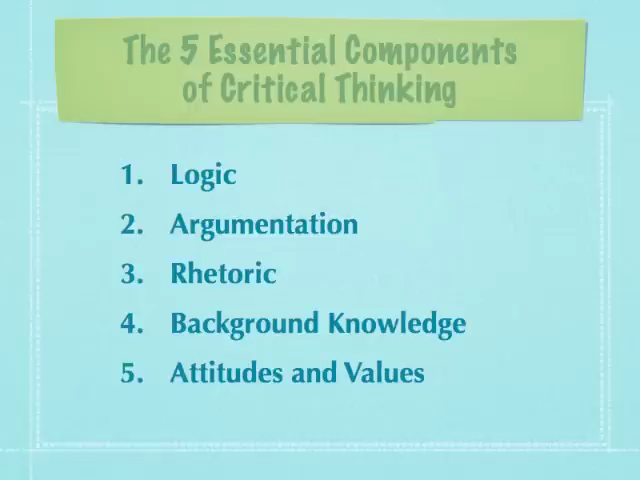 The 5 Essential Components
of Critical Thinking
1. Logic
2. Argumentation
3. Rhetoric
4. Background Knowledge
5. Attitudes and Values